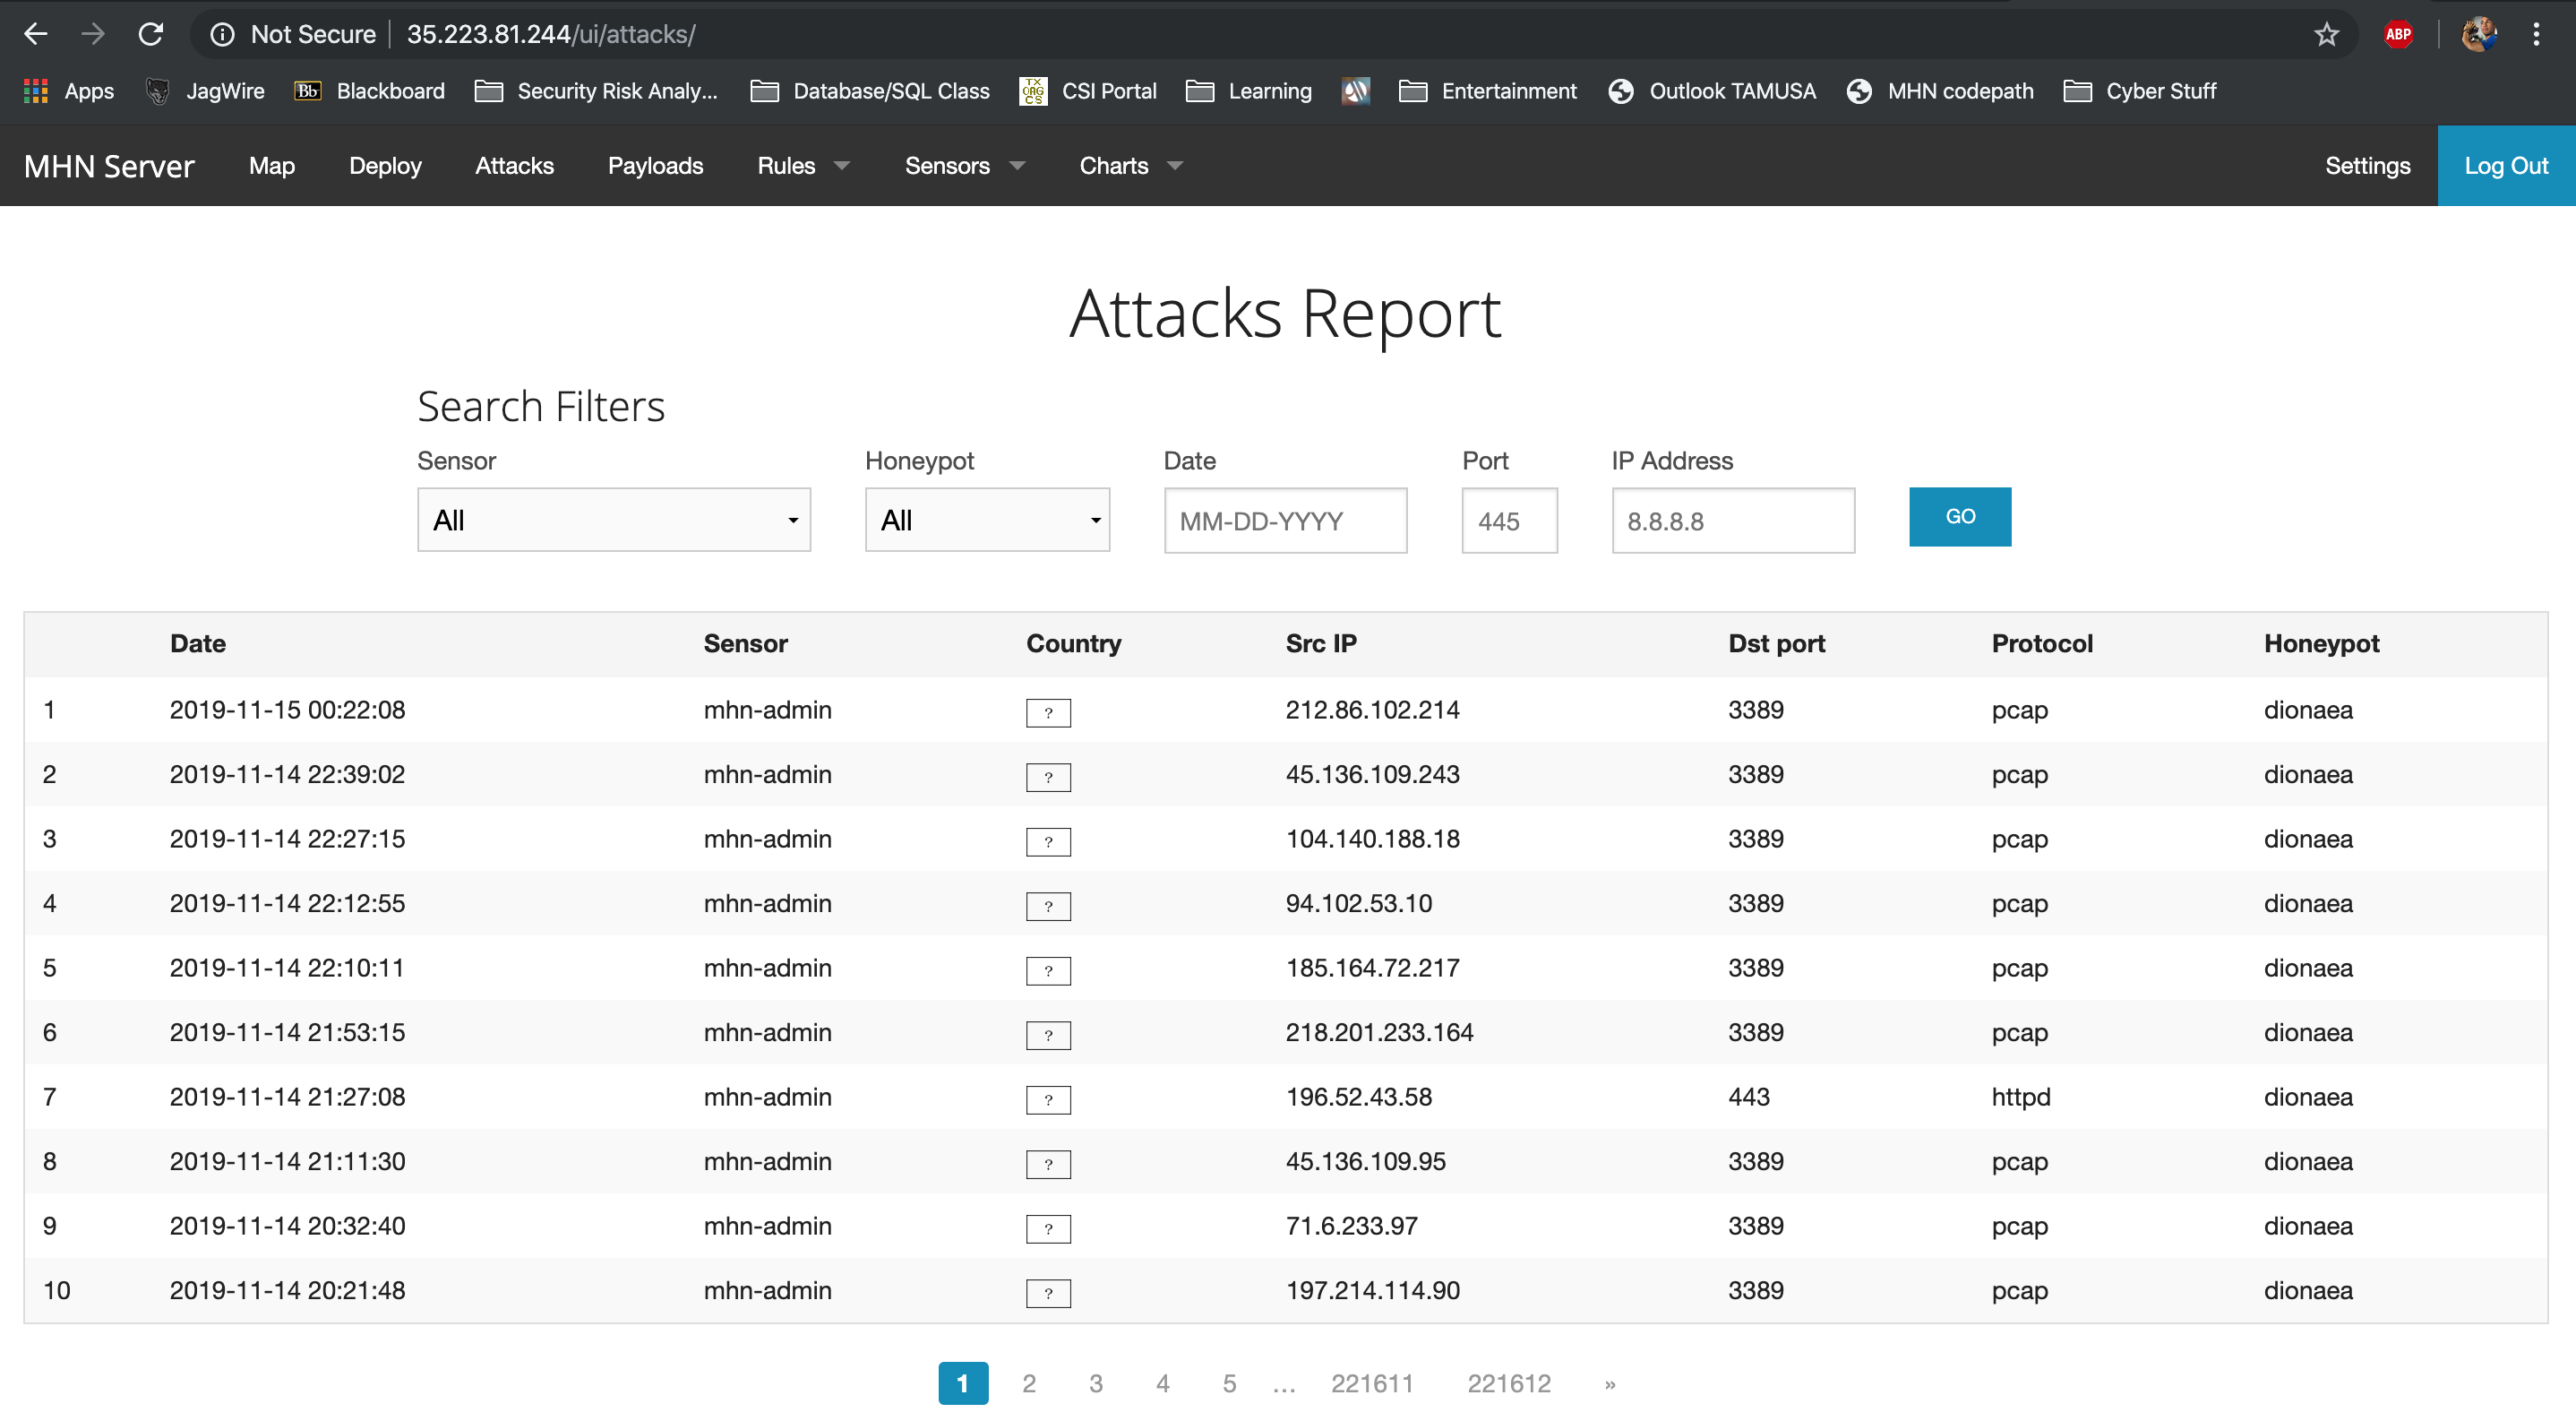 Not Secure | 35.223.81.244/ui/attacks/ ABP
Apps JagWire Bb Blackboard Security Risk Analy... Database/SQL Class TX ORG CS CSI Portal Learning Entertainment Outlook TAMUSA MHN codepath Cyber Stuff
MHN Server Map Deploy Attacks Payloads Rules Sensors Charts Settings Log Out
Attacks Report
Search Filters
Sensor Honeypot Date Port IP Address
All All MM-DD-YYYY 445 8.8.8.8 GO
Date Sensor Country Src IP Dst port Protocol Honeypot
1 2019-11-15 00:22:08 mhn-admin ? 212.86.102.214 3389 pcap dionaea
2 2019-11-14 22:39:02 mhn-admin ? 45.136.109.243 3389 pcap dionaea
3 2019-11-14 22:27:15 mhn-admin ? 104.140.188.18 3389 pcap dionaea
4 2019-11-14 22:12:55 mhn-admin ? 94.102.53.10 3389 pcap dionaea
5 2019-11-14 22:10:11 mhn-admin ? 185.164.72.217 3389 pcap dionaea
6 2019-11-14 21:53:15 mhn-admin ? 218.201.233.164 3389 pcap dionaea
7 2019-11-14 21:27:08 mhn-admin ? 196.52.43.58 443 httpd dionaea
8 2019-11-14 21:11:30 mhn-admin ? 45.136.109.95 3389 pcap dionaea
9 2019-11-14 20:32:40 mhn-admin ? 71.6.233.97 3389 pcap dionaea
10 2019-11-14 20:21:48 mhn-admin ? 197.214.114.90 3389 pcap dionaea
1 2 3 4 5 ... 221611 221612 »